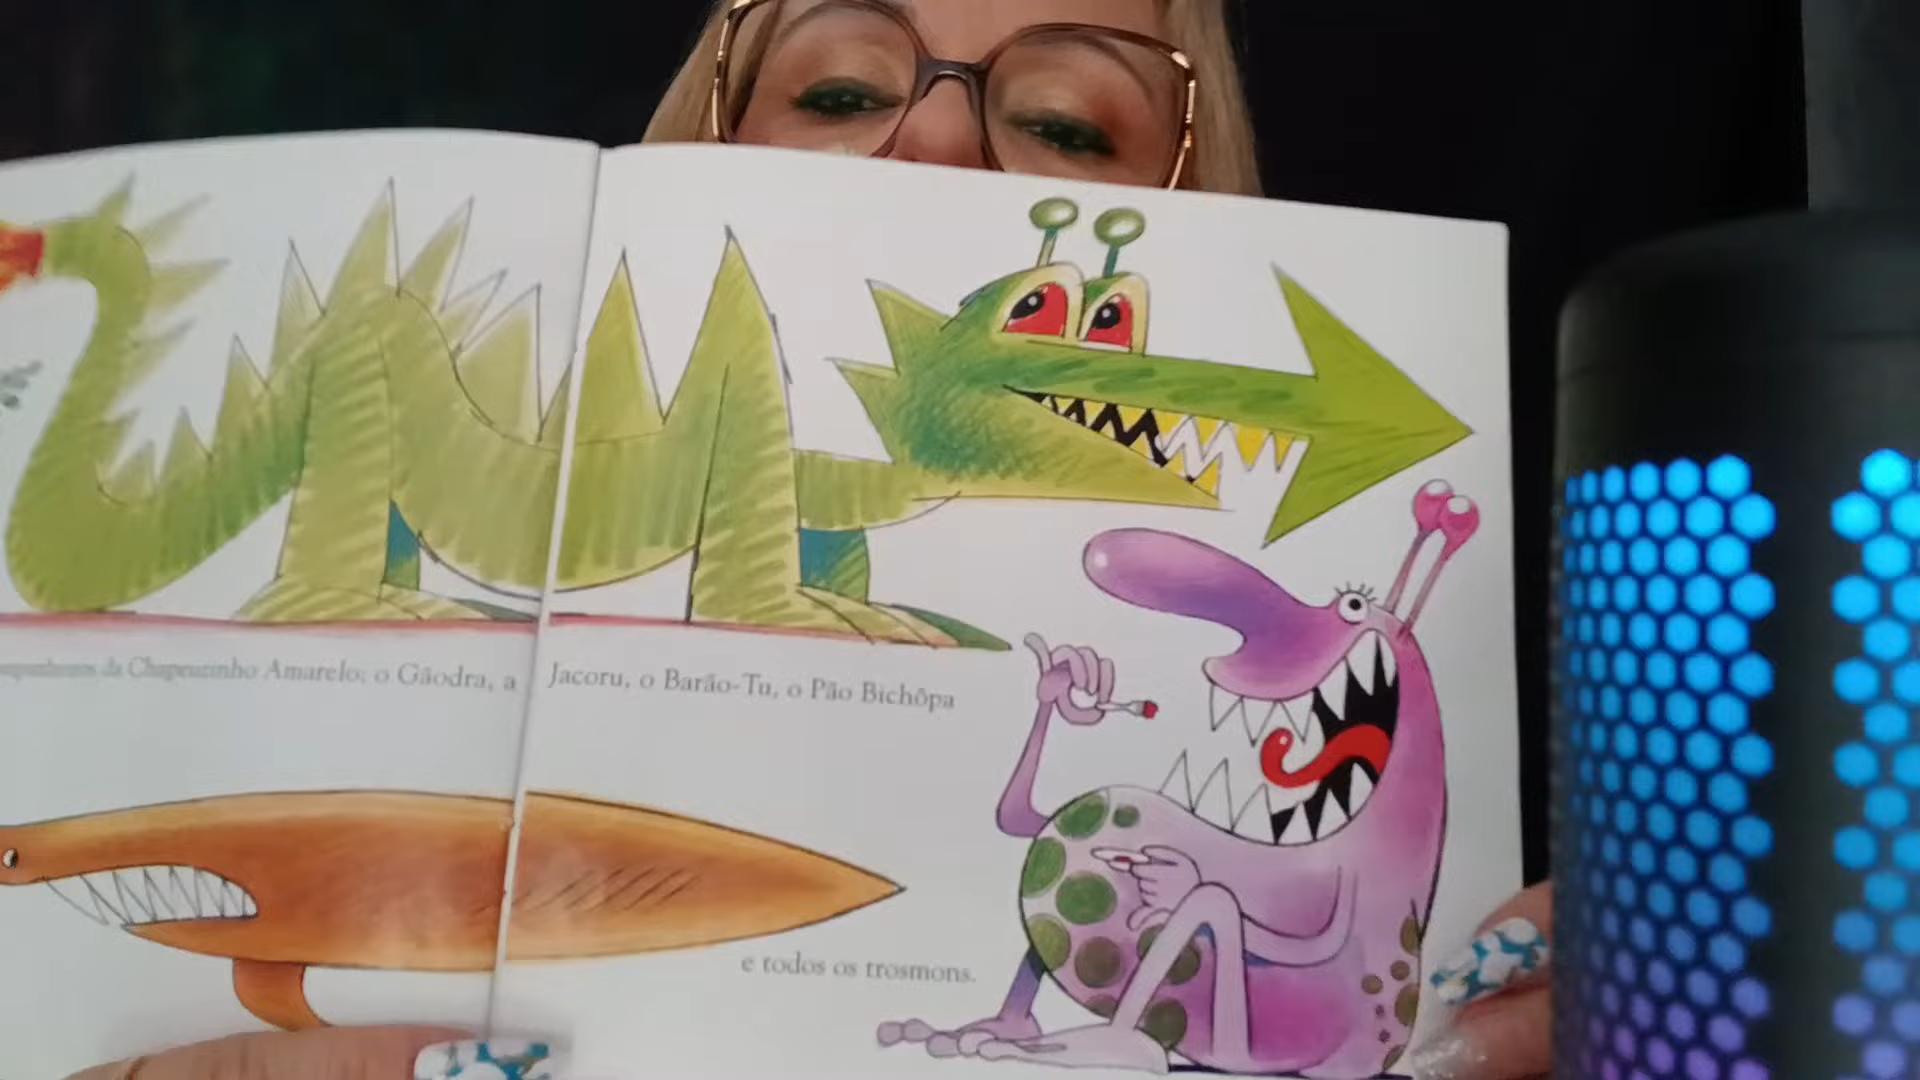 da Chapeuzinho Amarelo: o Gãodra, a Jacoru, o Barão-Tu, o Pão Bichôpa
e todos os trosmons.